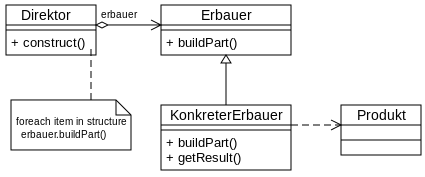 Direktor
+ construct()
erbauer
Erbauer
+ buildPart()
foreach item in structure
erbauer.buildPart()
KonkreterErbauer
+ buildPart()
+ getResult()
Produkt